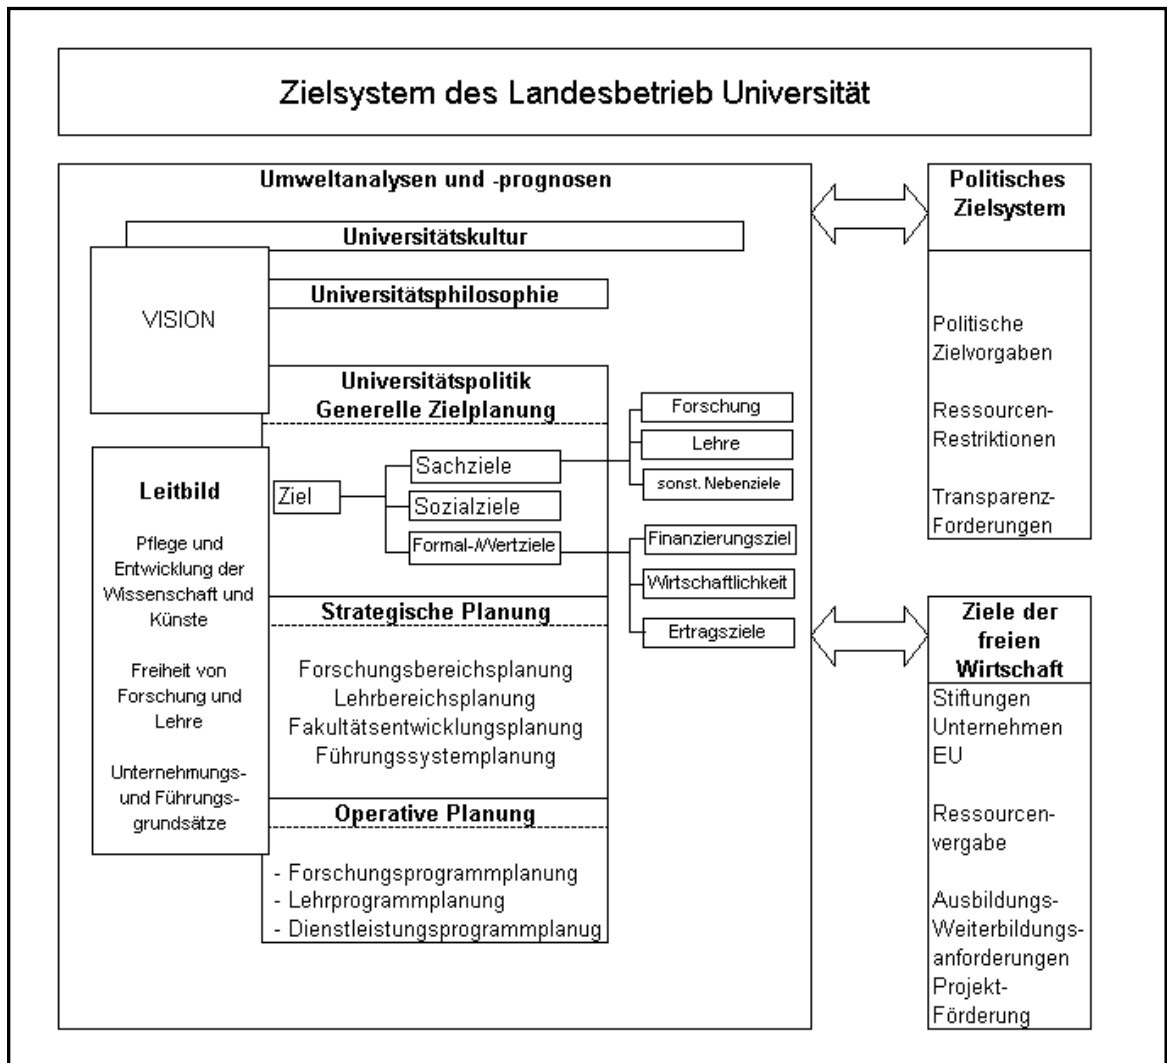 Zielsystem des Landesbetrieb Universität
Umweltanalysen und -prognosen
Universitätskultur
VISION
Universitätsphilosophie
Universitätspolitik
Generelle Zielplanung
Ziel
Sachziele
Sozialziele
Formal-/Wertziele
Forschung
Lehre
sonst. Nebenziele
Finanzierungsziel
Wirtschaftlichkeit
Ertragsziele
Leitbild
Pflege und
Entwicklung der
Wissenschaft und
Künste
Freiheit von
Forschung und
Lehre
Unternehmungs-
und Führungs-
grundsätze
Strategische Planung
Forschungsbereichsplanung
Lehrbereichsplanung
Fakultätsentwicklungsplanung
Führungssystemplanung
Operative Planung
- Forschungsprogrammplanung
- Lehrprogrammplanung
- Dienstleistungsprogrammplanug
Politisches
Zielsystem
Politische
Zielvorgaben
Ressourcen-
Restriktionen
Transparenz-
Forderungen
Ziele der
freien
Wirtschaft
Stiftungen
Unternehmen
EU
Ressourcen-
vergabe
Ausbildungs-
Weiterbildungs-
anforderungen
Projekt-
Förderung